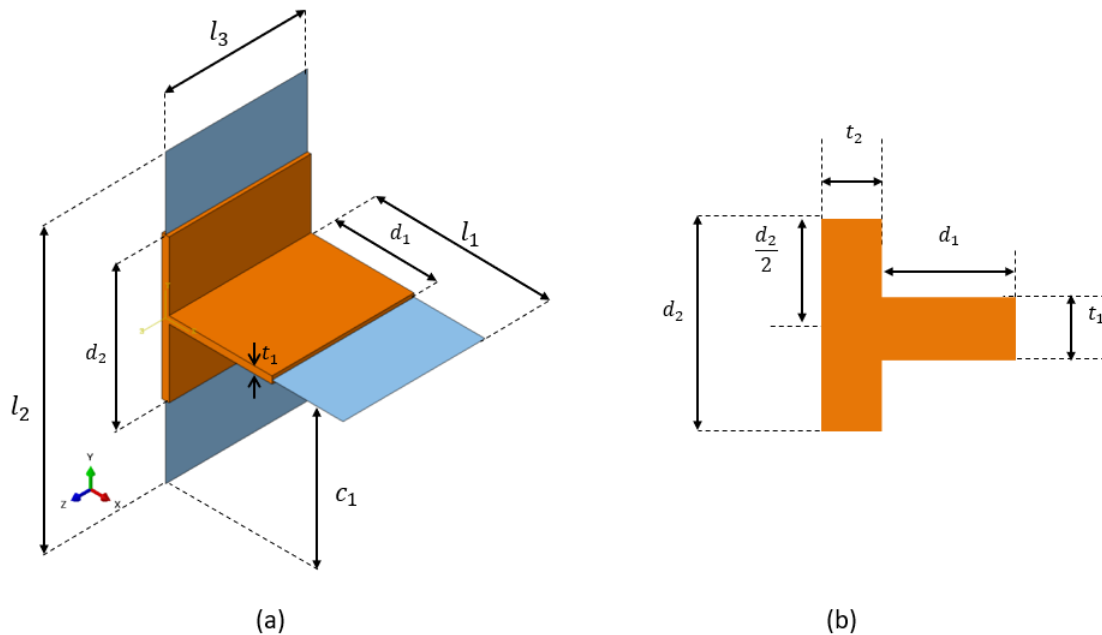 l₃
l₁
d₁
d₂
l₂
t₁
c₁
Y
Z
X
(a)
t₂
d₂/2
d₁
d₂
t₁
(b)